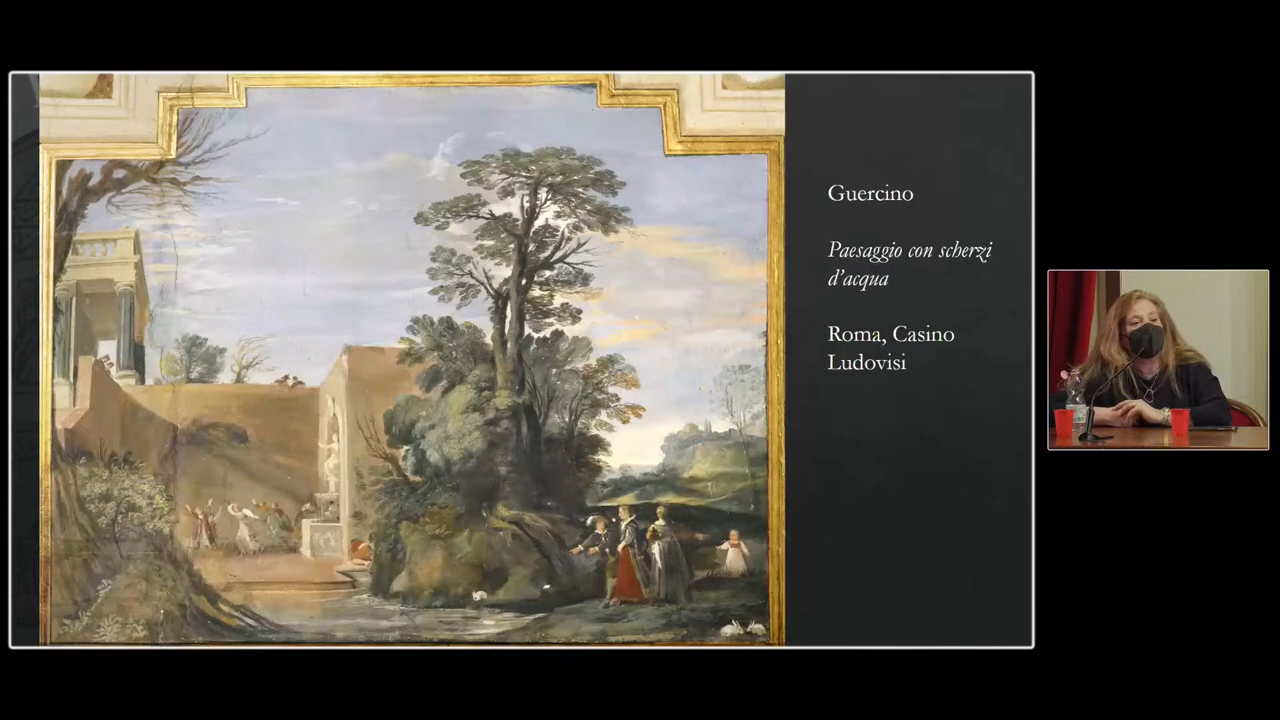 Guercino
Paesaggio con scherzi
d'acqua
Roma, Casino
Ludovisi